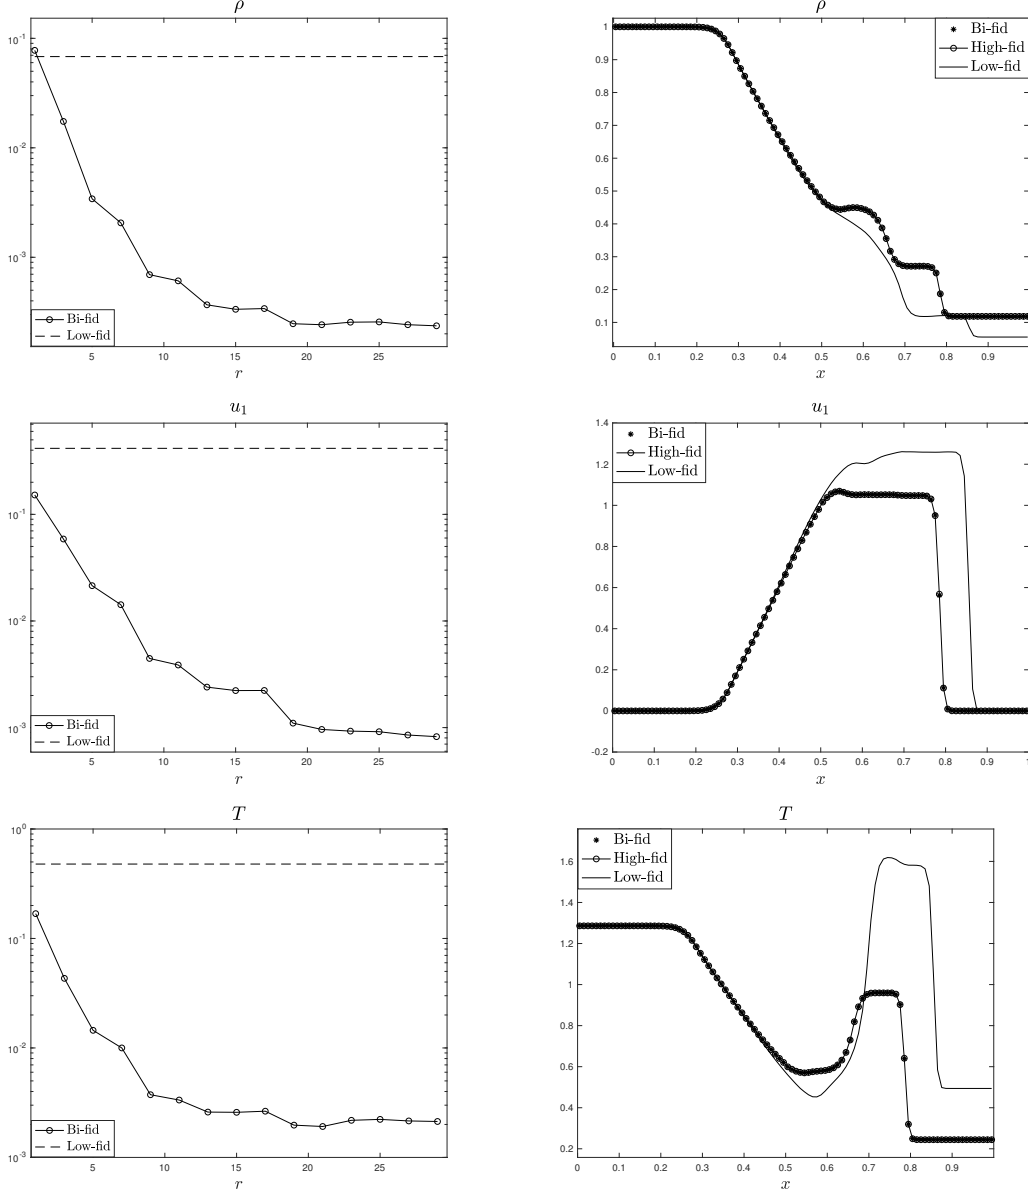 ρ
10⁻¹
10⁻²
10⁻³
Bi-fid
Low-fid
5 10 15 20 25
r
ρ
1
0.9
0.8
0.7
0.6
0.5
0.4
0.3
0.2
0.1
Bi-fid
High-fid
Low-fid
0 0.1 0.2 0.3 0.4 0.5 0.6 0.7 0.8 0.9 1
x
u₁
10⁻¹
10⁻²
10⁻³
Bi-fid
Low-fid
5 10 15 20 25
r
u₁
1.4
1.2
1
0.8
0.6
0.4
0.2
0
-0.2
Bi-fid
High-fid
Low-fid
0 0.1 0.2 0.3 0.4 0.5 0.6 0.7 0.8 0.9 1
x
T
10⁰
10⁻¹
10⁻²
10⁻³
Bi-fid
Low-fid
5 10 15 20 25
r
T
1.6
1.4
1.2
1
0.8
0.6
0.4
0.2
Bi-fid
High-fid
Low-fid
0 0.1 0.2 0.3 0.4 0.5 0.6 0.7 0.8 0.9
x